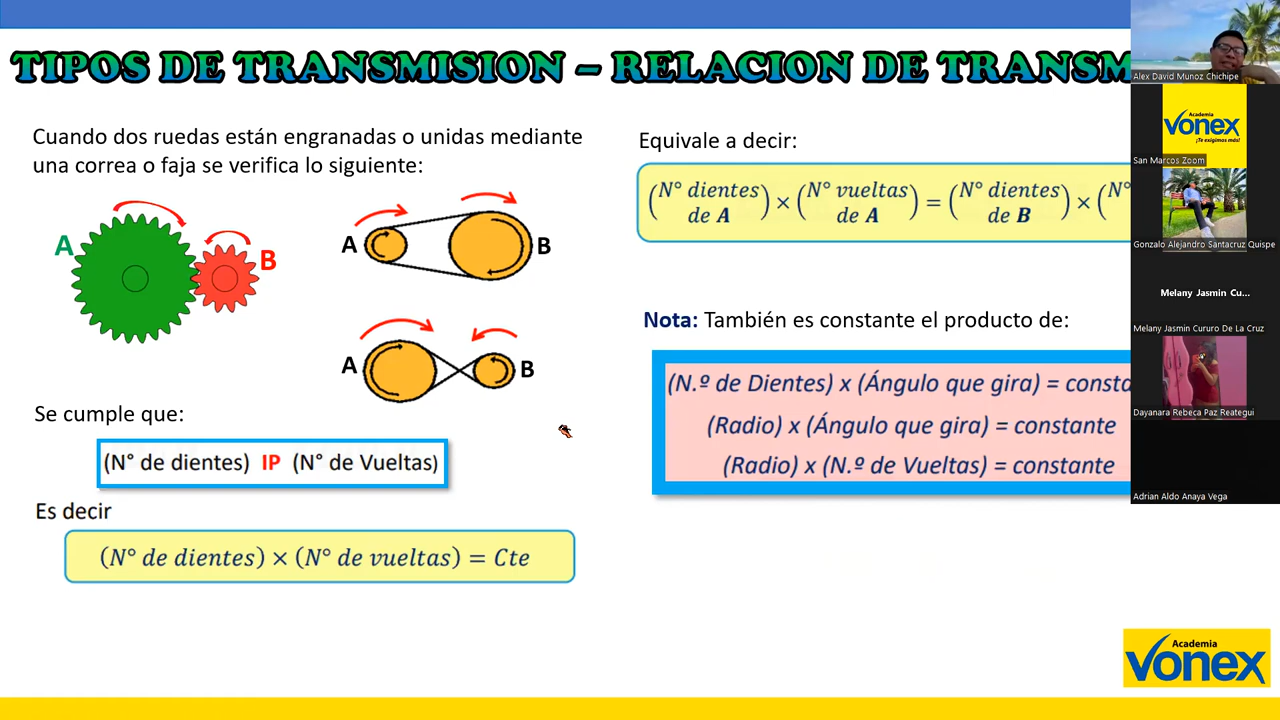 TIPOS DE TRANSMISION – RELACION DE TRANSM
Cuando dos ruedas están engranadas o unidas mediante
una correa o faja se verifica lo siguiente:
A
B
A
B
A
B
Se cumple que:
(N° de dientes) IP (N° de Vueltas)
Es decir
(N° de dientes) × (N° de vueltas) = Cte
Equivale a decir:
(N° dientes de A) × (N° vueltas de A) = (N° dientes de B) × (N°
Nota: También es constante el producto de:
(N.º de Dientes) x (Ángulo que gira) = consta
(Radio) x (Ángulo que gira) = constante
(Radio) x (N.º de Vueltas) = constante
Alex David Munoz Chichipe
Academia
vonex
¡Te exigimos más!
San Marcos Zoom
Gonzalo Alejandro Santacruz Quispe
Melany Jasmin Cu...
Melany Jasmin Cururo De La Cruz
Dayanara Rebeca Paz Reategui
Adrian Aldo Anaya Vega
Academia
vonex